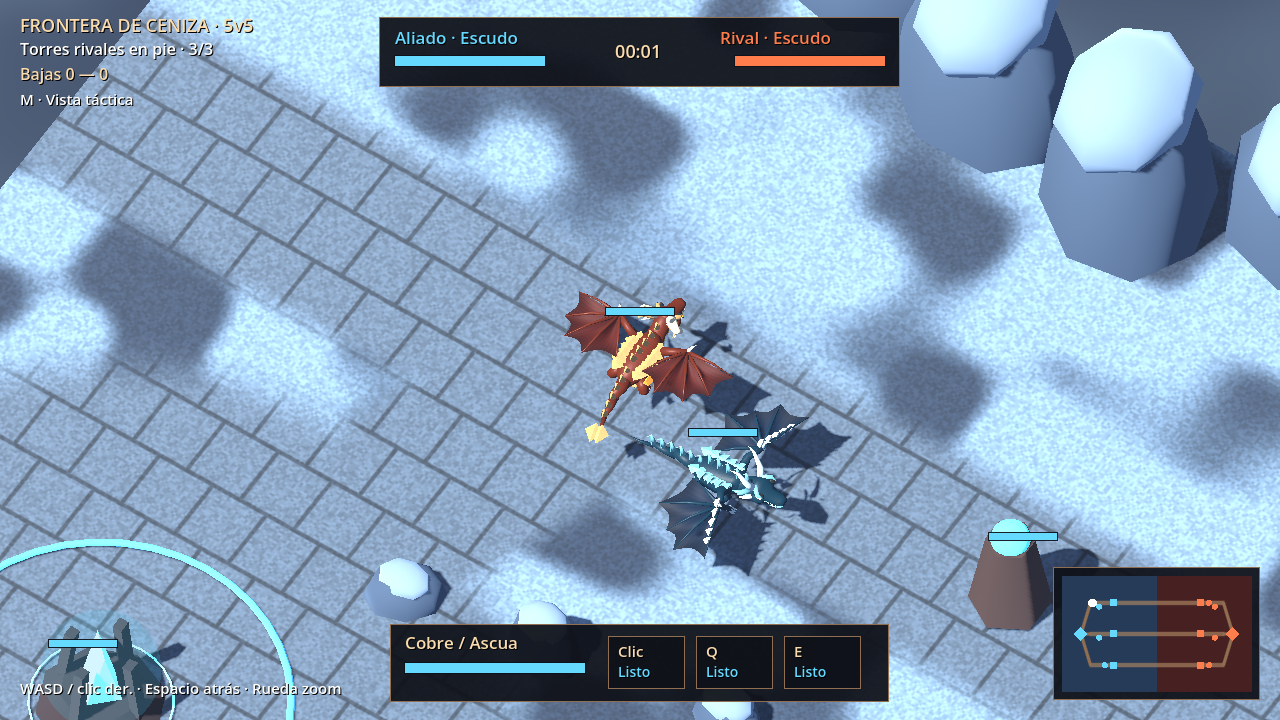 FRONTERA DE CENIZA · 5v5
Torres rivales en pie · 3/3
Bajas 0 — 0
M · Vista táctica
Aliado · Escudo
00:01
Rival · Escudo
Cobre / Ascua
Clic
Listo
Q
Listo
E
Listo
WASD / clic der. · Espacio atrás · Rueda zoom